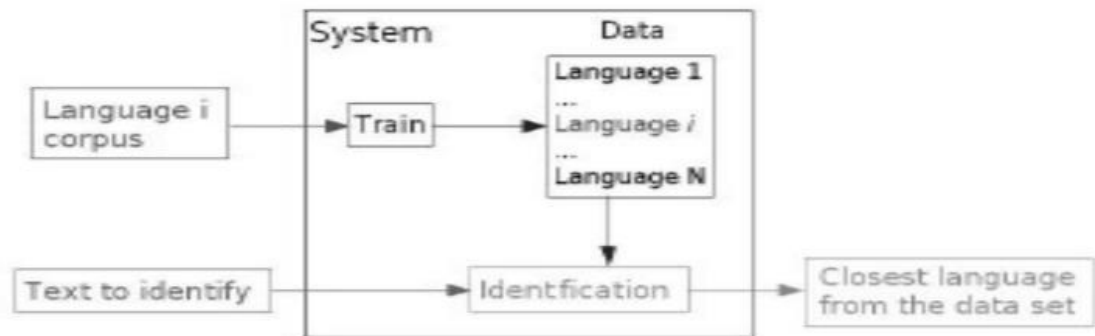 System
Data
Language 1
...
Language i
...
Language N
Language i
corpus
Train
Text to identify
Identfication
Closest language
from the data set